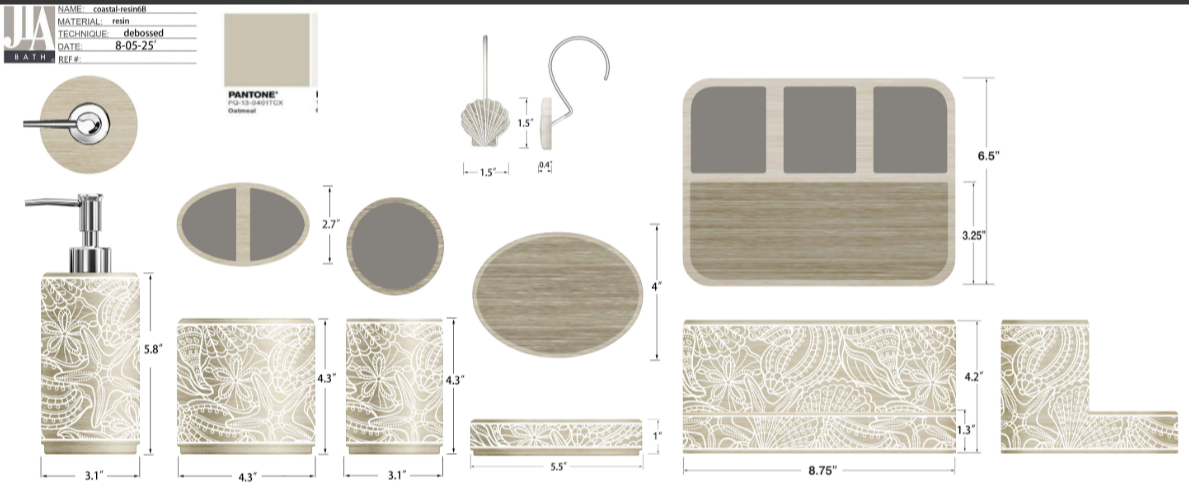 JIA
BATH
NAME: coastal-resin6B
MATERIAL: resin
TECHNIQUE: debossed
DATE: 8-05-25'
REF#:
PANTONE®
PQ-13-0401TCX
Oatmeal
1.5"
1.5"
0.4"
6.5"
3.25"
2.7"
4"
5.8"
4.3"
4.3"
4.2"
1.3"
1"
3.1"
4.3"
3.1"
5.5"
8.75"